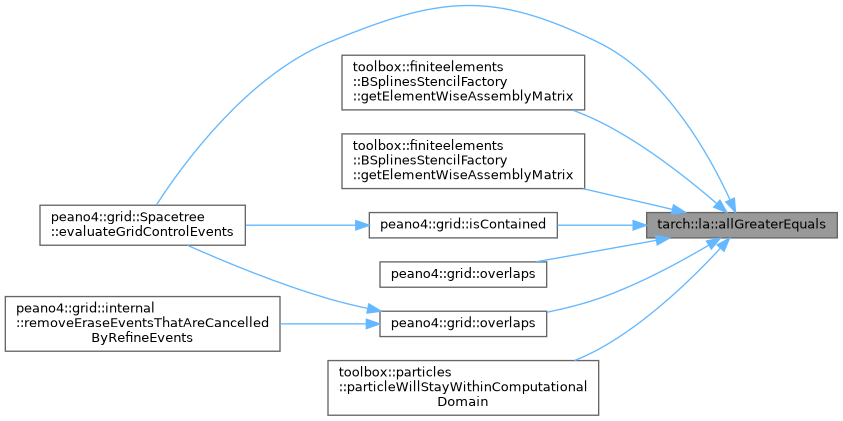 toolbox::finiteelements
::BSplinesStencilFactory
::getElementWiseAssemblyMatrix
toolbox::finiteelements
::BSplinesStencilFactory
::getElementWiseAssemblyMatrix
peano4::grid::Spacetree
::evaluateGridControlEvents
peano4::grid::isContained
tarch::la::allGreaterEquals
peano4::grid::overlaps
peano4::grid::internal
::removeEraseEventsThatAreCancelled
ByRefineEvents
peano4::grid::overlaps
toolbox::particles
::particleWillStayWithinComputational
Domain